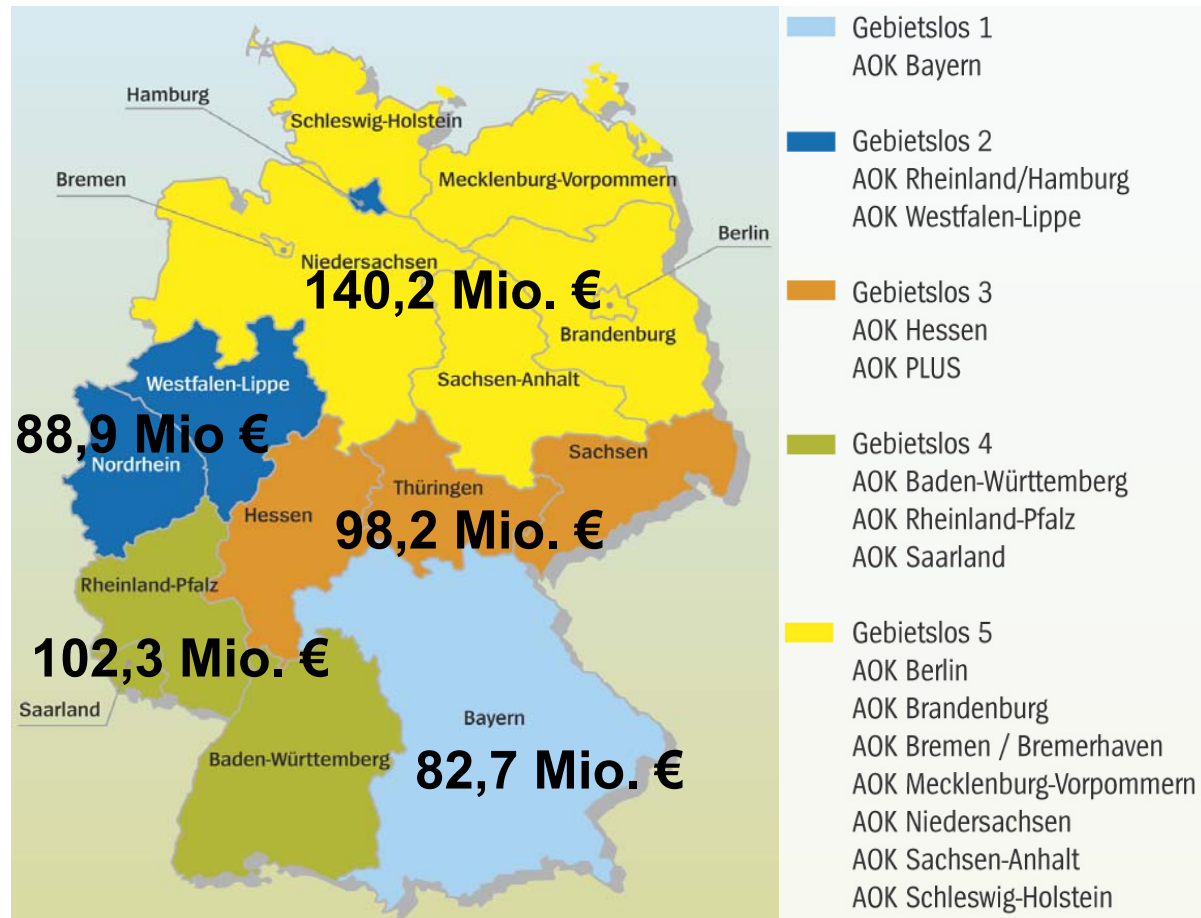 Hamburg
Schleswig-Holstein
Mecklenburg-Vorpommern
Bremen
Berlin
Niedersachsen
140,2 Mio. €
Brandenburg
Westfalen-Lippe
Sachsen-Anhalt
88,9 Mio €
Nordrhein
Sachsen
Thüringen
Hessen
98,2 Mio. €
Rheinland-Pfalz
102,3 Mio. €
Saarland
Bayern
Baden-Württemberg
82,7 Mio. €
Gebietslos 1
AOK Bayern
Gebietslos 2
AOK Rheinland/Hamburg
AOK Westfalen-Lippe
Gebietslos 3
AOK Hessen
AOK PLUS
Gebietslos 4
AOK Baden-Württemberg
AOK Rheinland-Pfalz
AOK Saarland
Gebietslos 5
AOK Berlin
AOK Brandenburg
AOK Bremen / Bremerhaven
AOK Mecklenburg-Vorpommern
AOK Niedersachsen
AOK Sachsen-Anhalt
AOK Schleswig-Holstein